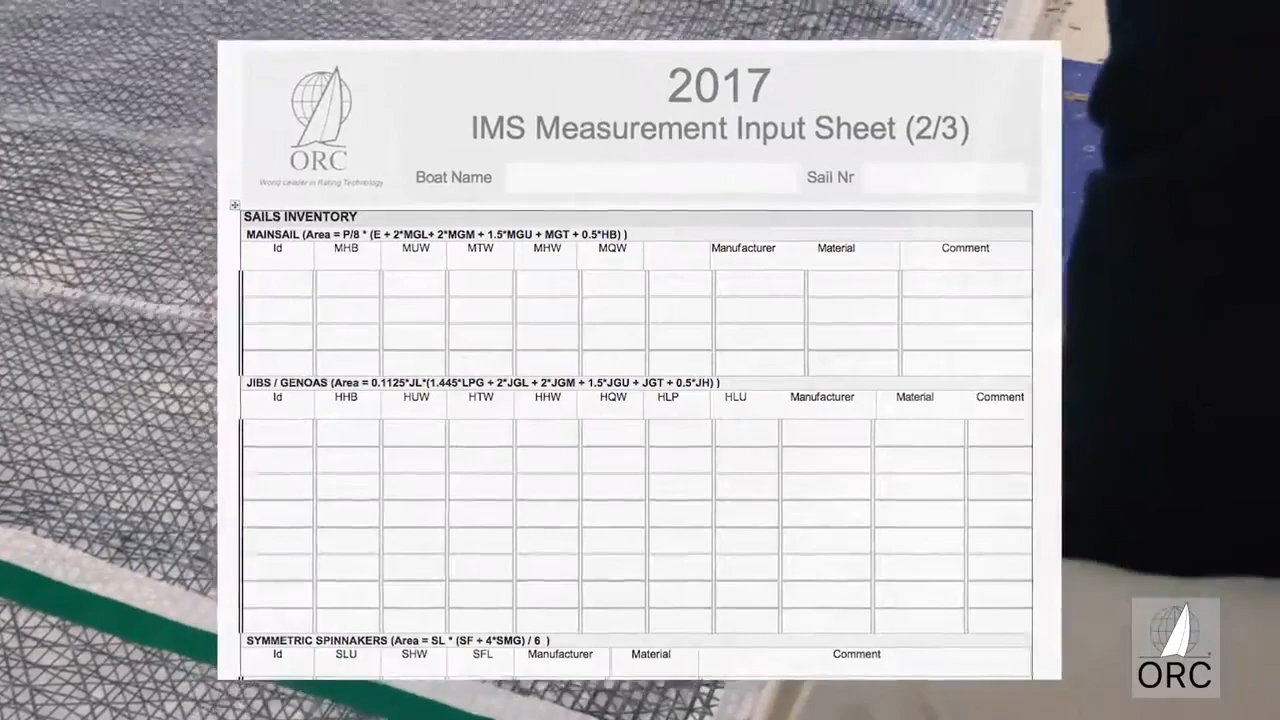 2017
IMS Measurement Input Sheet (2/3)
ORC
World Leader in Rating Technology
Boat Name Sail Nr
SAILS INVENTORY
MAINSAIL (Area = P/8 * (E + 2*MGL+ 2*MGM + 1.5*MGU + MGT + 0.5*HB) )
Id MHB MUW MTW MHW MQW Manufacturer Material Comment
JIBS / GENOAS (Area = 0.1125*JL*(1.445*LPG + 2*JGL + 2*JGM + 1.5*JGU + JGT + 0.5*JH) )
Id HHB HUW HTW HHW HQW HLP HLU Manufacturer Material Comment
SYMMETRIC SPINNAKERS (Area = SL * (SF + 4*SMG) / 6 )
Id SLU SHW SFL Manufacturer Material Comment
ORC